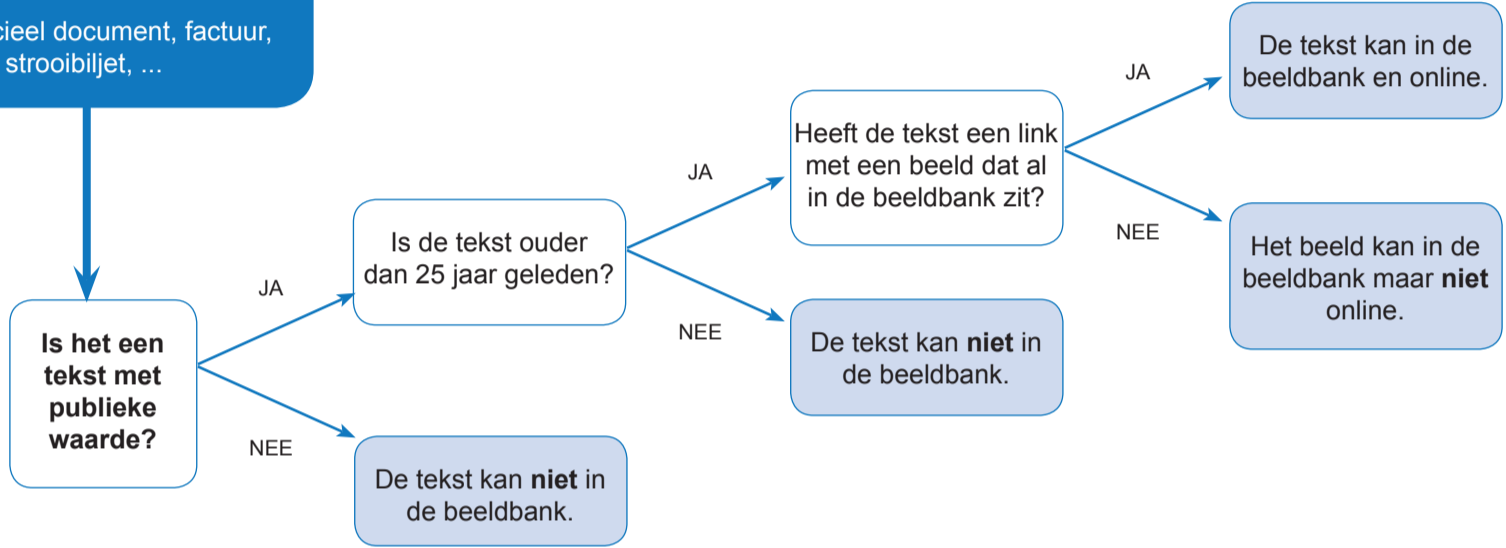 document, factuur,
strooibiljet, ...
Is het een
tekst met
publieke
waarde?
JA
NEE
Is de tekst ouder
dan 25 jaar geleden?
De tekst kan niet in
de beeldbank.
JA
NEE
Heeft de tekst een link
met een beeld dat al
in de beeldbank zit?
De tekst kan niet in
de beeldbank.
JA
NEE
De tekst kan in de
beeldbank en online.
Het beeld kan in de
beeldbank maar niet
online.